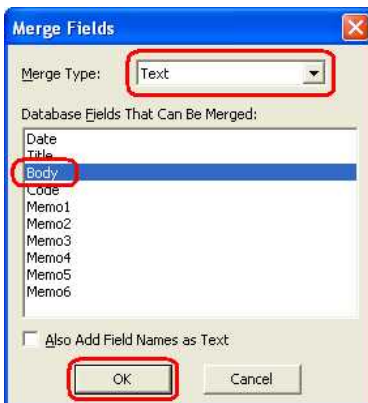 Merge Fields
Merge Type: Text
Database Fields That Can Be Merged:
Date
Title
Body
Code
Memo1
Memo2
Memo3
Memo4
Memo5
Memo6
Also Add Field Names as Text
OK Cancel